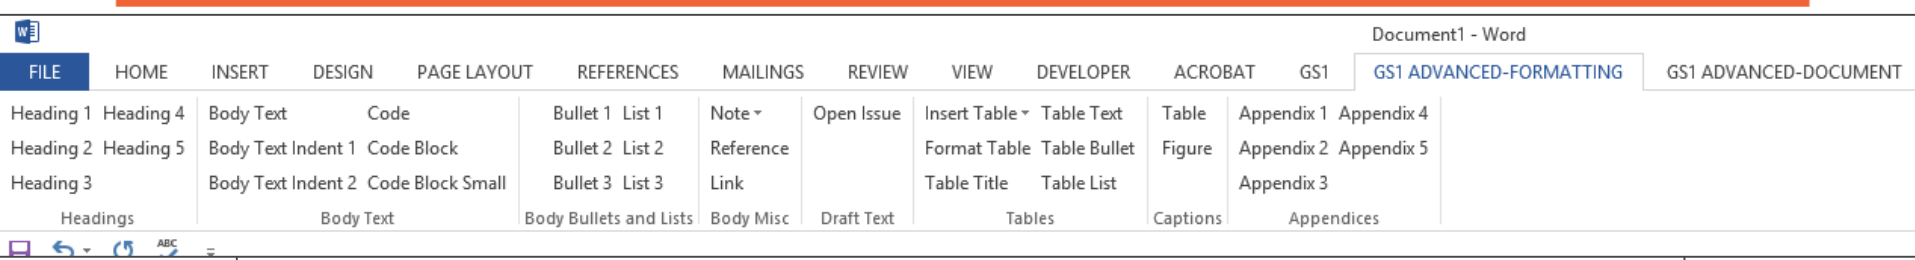 W
Document1 - Word
FILE HOME INSERT DESIGN PAGE LAYOUT REFERENCES MAILINGS REVIEW VIEW DEVELOPER ACROBAT GS1 GS1 ADVANCED-FORMATTING GS1 ADVANCED-DOCUMENT
Heading 1 Heading 4 Body Text Code Bullet 1 List 1 Note Open Issue Insert Table Table Text Table Appendix 1 Appendix 4
Heading 2 Heading 5 Body Text Indent 1 Code Block Bullet 2 List 2 Reference Format Table Table Bullet Figure Appendix 2 Appendix 5
Heading 3 Body Text Indent 2 Code Block Small Bullet 3 List 3 Link Table Title Table List Appendix 3
Headings Body Text Body Bullets and Lists Body Misc Draft Text Tables Captions Appendices
ABC